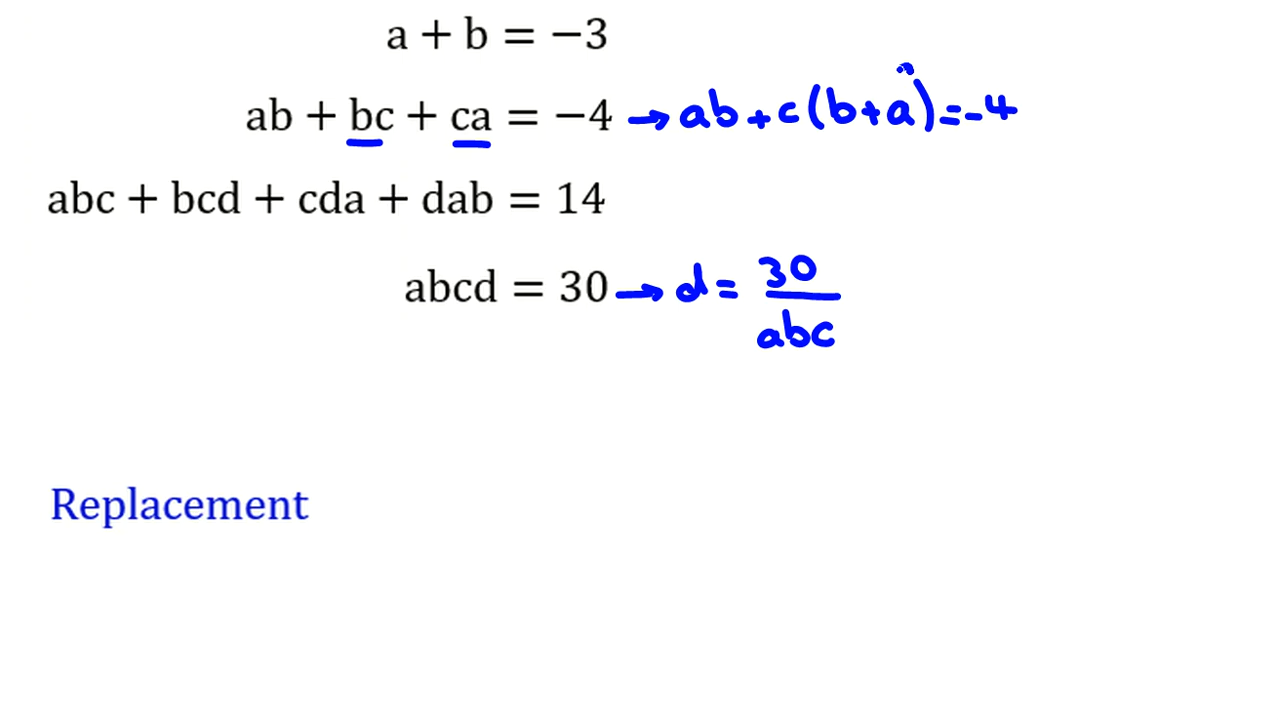 a + b = −3
ab + bc + ca = −4 → ab + c(b+a) = -4
abc + bcd + cda + dab = 14
abcd = 30 → d = 30/abc
Replacement